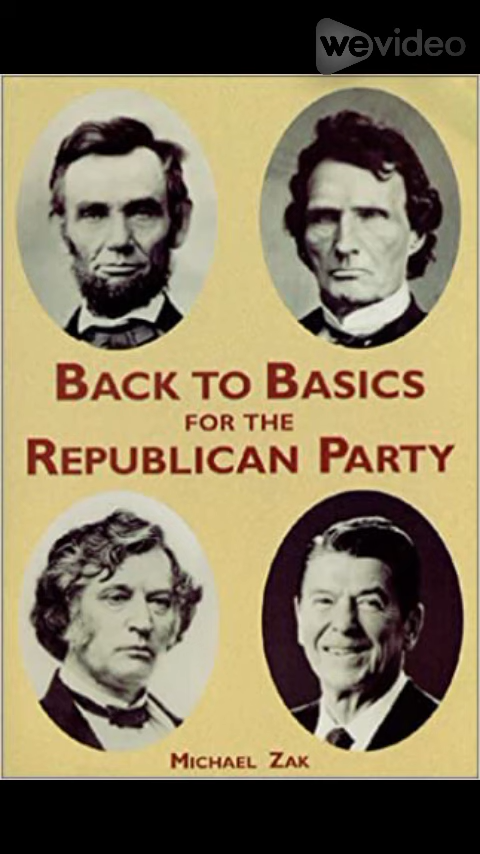 wevideo
BACK TO BASICS
FOR THE
REPUBLICAN PARTY
MICHAEL ZAK